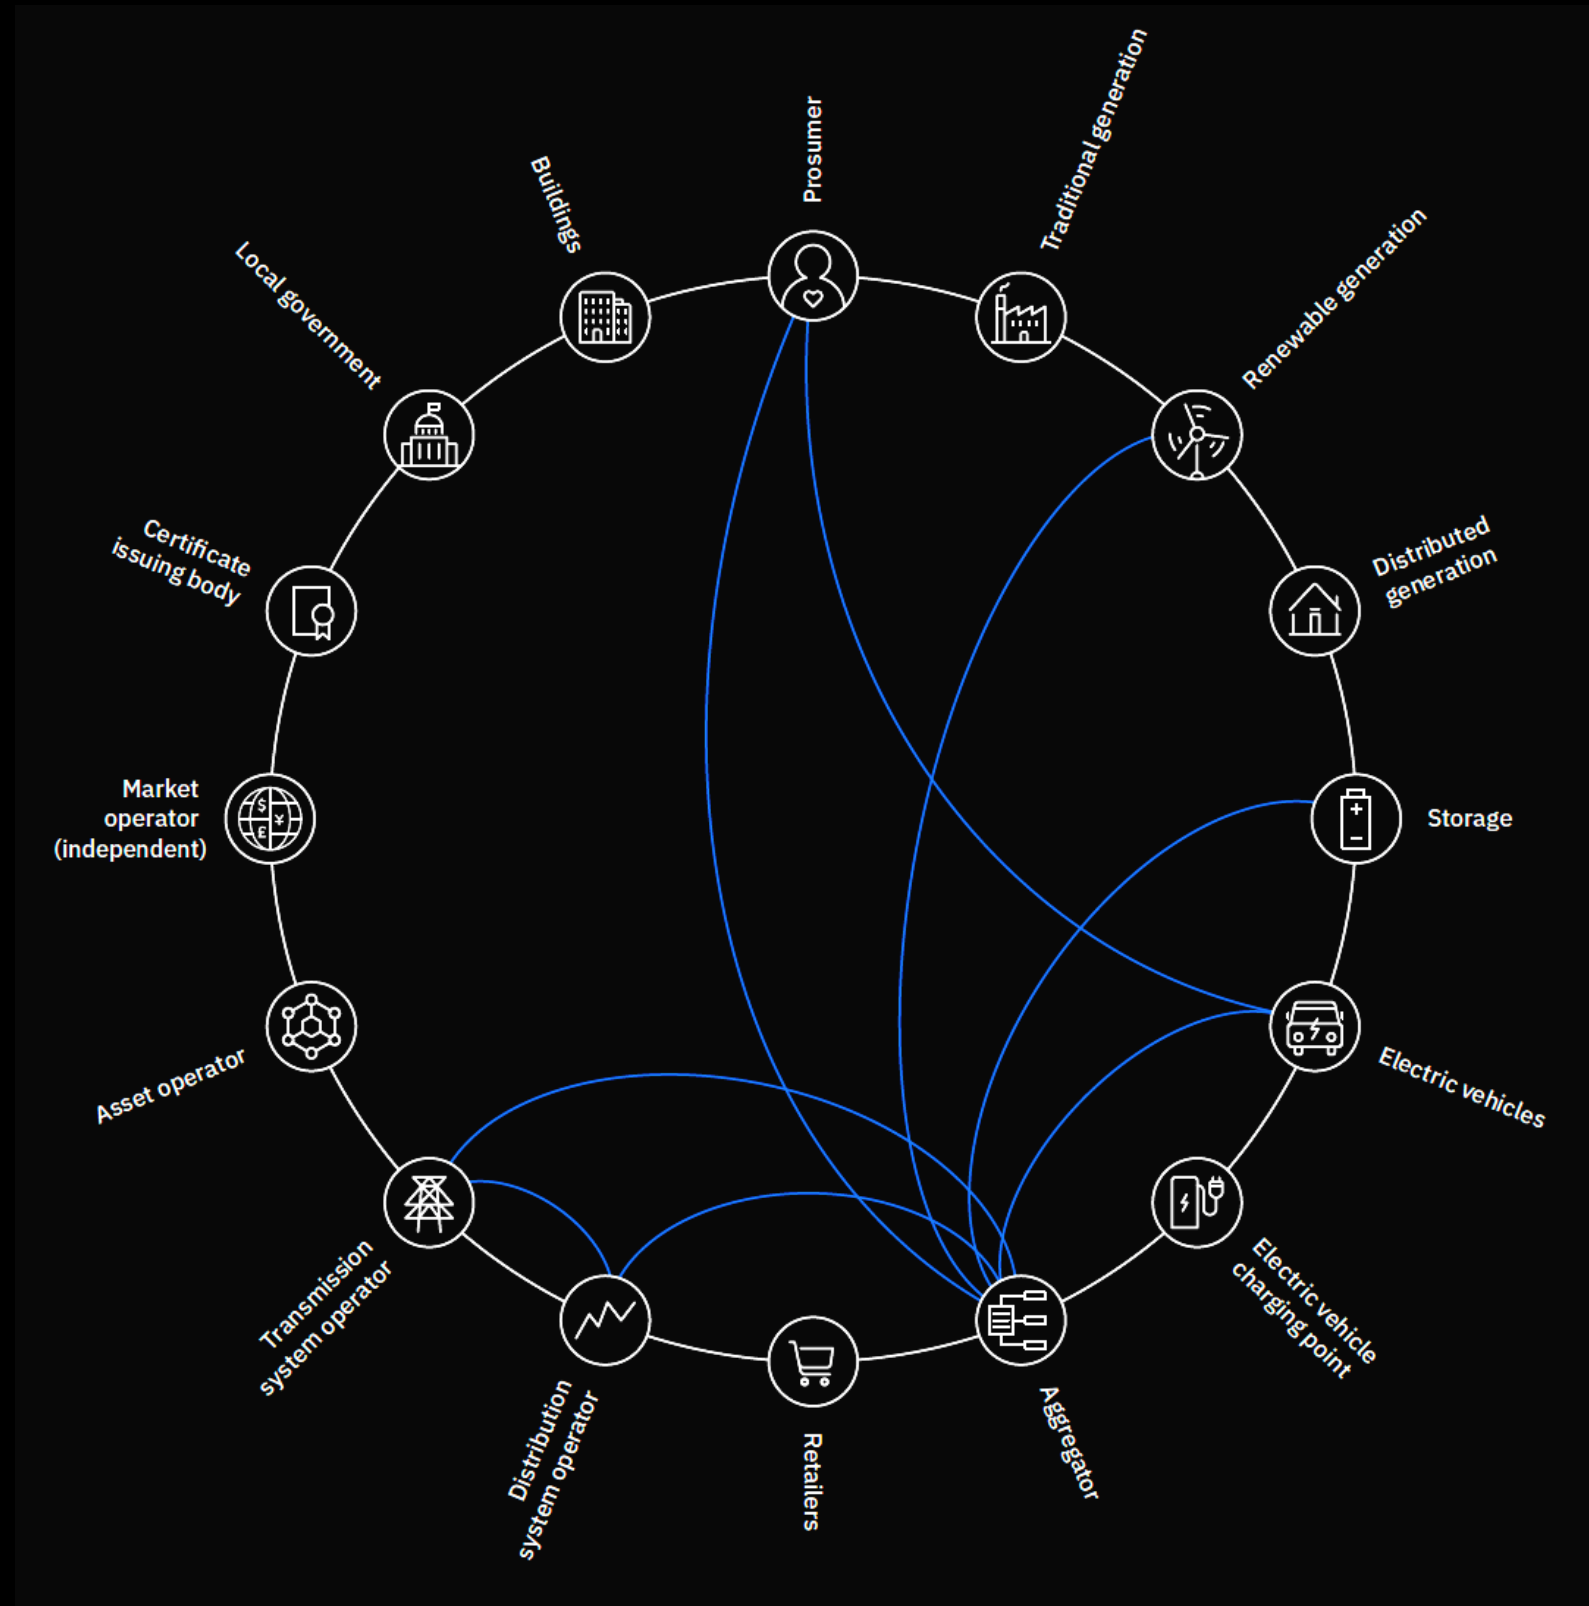 Prosumer
Traditional generation
Renewable generation
Distributed
generation
Storage
Electric vehicles
Electric vehicle
charging point
Aggregator
Retailers
Distribution
system operator
Transmission
system operator
Asset operator
Market
operator
(independent)
$
¥
£
Certificate
issuing body
Local government
Buildings